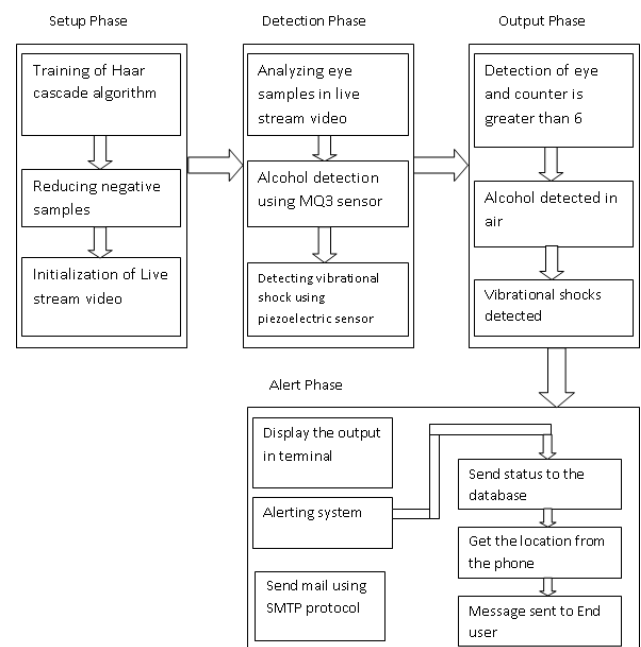 Setup Phase
Training of Haar
cascade algorithm
Reducing negative
samples
Initialization of Live
stream video
Detection Phase
Analyzing eye
samples in live
stream video
Alcohol detection
using MQ3 sensor
Detecting vibrational
shock using
piezoelectric sensor
Output Phase
Detection of eye
and counter is
greater than 6
Alcohol detected in
air
Vibrational shocks
detected
Alert Phase
Display the output
in terminal
Alerting system
Send mail using
SMTP protocol
Send status to the
database
Get the location from
the phone
Message sent to End
user